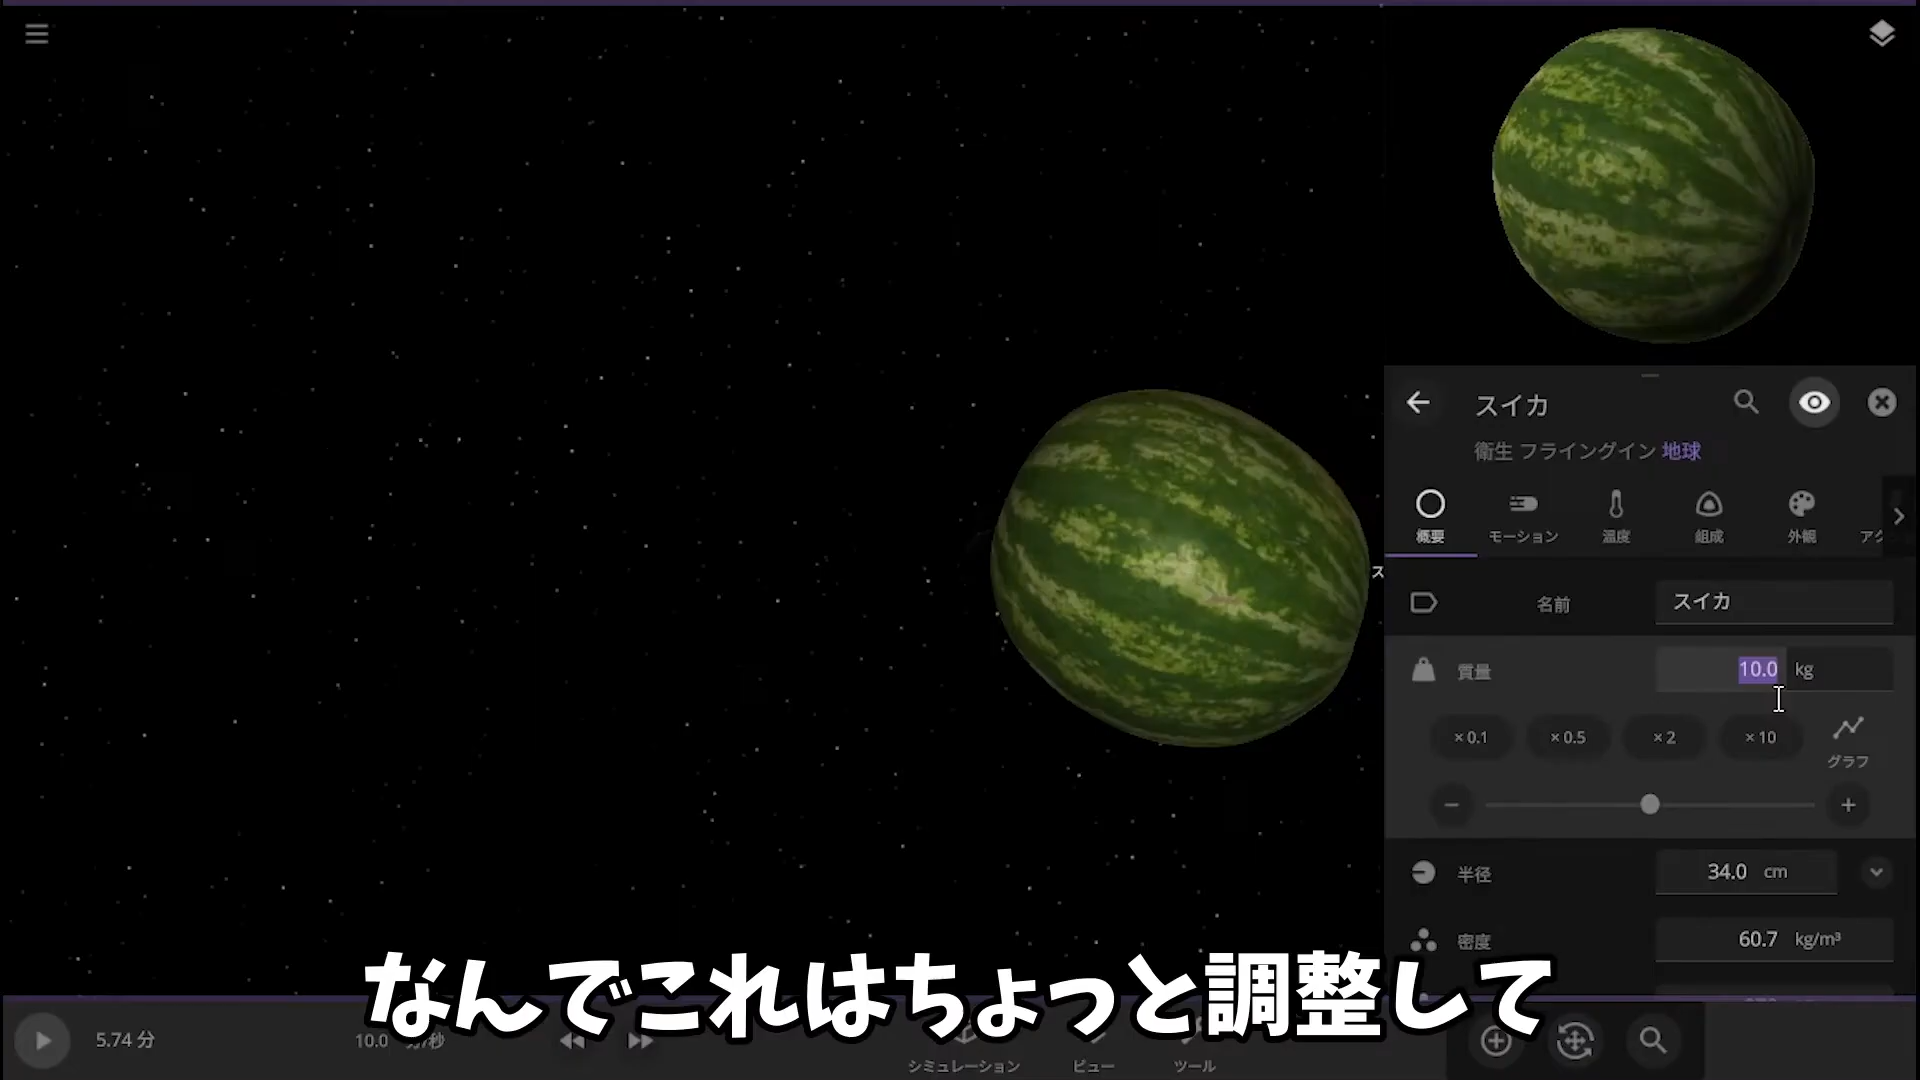 スイカ
衛生 フライングイン 地球
概要
モーション
温度
組成
外観
アク
ス
名前
スイカ
質量
10.0 kg
×0.1
×0.5
×2
×10
グラフ
半径
34.0 cm
密度
60.7 kg/m³
なんでこれはちょっと調整して
5.74 分
10.0
シミュレーション
ビュー
ツール